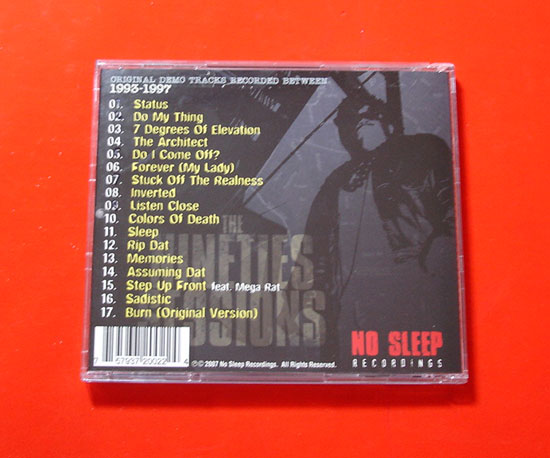 ORIGINAL DEMO TRACKS RECORDED BETWEEN
1993-1997
01. Status
02. Do My Thing
03. 7 Degrees Of Elevation
04. The Architect
05. Do I Come Off?
06. Forever (My Lady)
07. Stuck Off The Realness
08. Inverted
09. Listen Close
10. Colors Of Death
11. Sleep
12. Rip Dat
13. Memories
14. Assuming Dat
15. Step Up Front feat. Mega Rat
16. Sadistic
17. Burn (Original Version)
THE
NINETIES
SESSIONS
NO SLEEP
RECORDINGS
7 57937 20022 4
℗© 2007 No Sleep Recordings. All Rights Reserved.